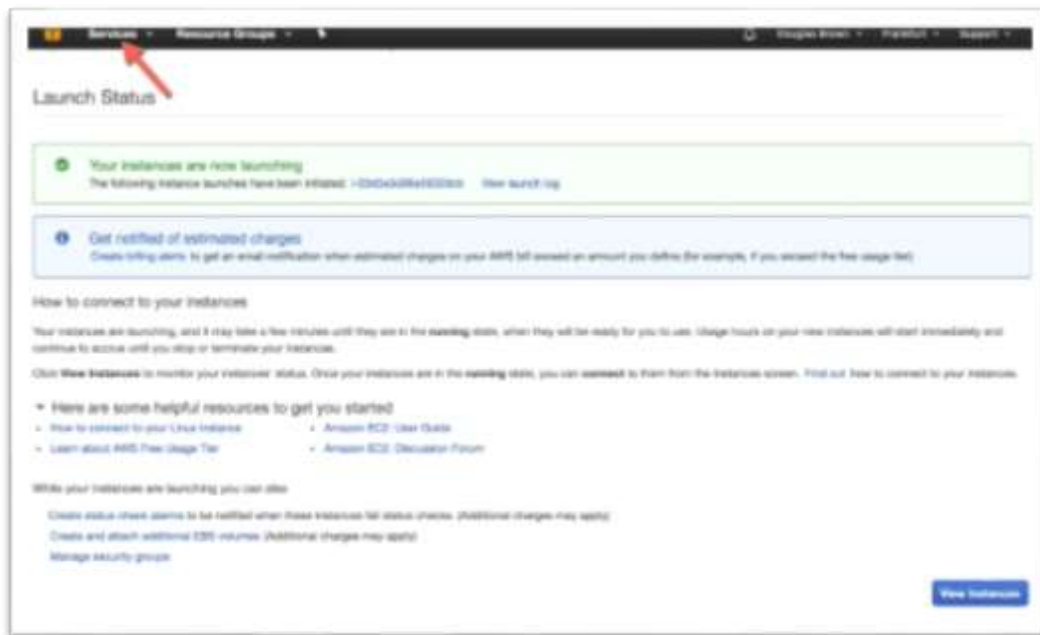 Services Resource Groups Douglas Brown Frankfurt Support
Launch Status
Your instances are now launching
The following instance launches have been initiated: View launch log
Get notified of estimated charges
Create billing alerts to get an email notification when estimated charges on your AWS bill exceed an amount you define (for example, if you exceed the free usage tier).
How to connect to your instances
Your instances are launching, and it may take a few minutes until they are in the running state, when they will be ready for you to use. Usage hours on your new instances will start immediately and
continue to accrue until you stop or terminate your instances.
Click View Instances to monitor your instances' status. Once your instances are in the running state, you can connect to them from the Instances screen. Find out how to connect to your instances.
Here are some helpful resources to get you started
How to connect to your Linux instance Amazon EC2: User Guide
Learn about AWS Free Usage Tier Amazon EC2: Discussion Forum
While your instances are launching you can also
Create status check alarms to be notified when these instances fail status checks. (Additional charges may apply)
Create and attach additional EBS volumes (Additional charges may apply)
Manage security groups
View Instances